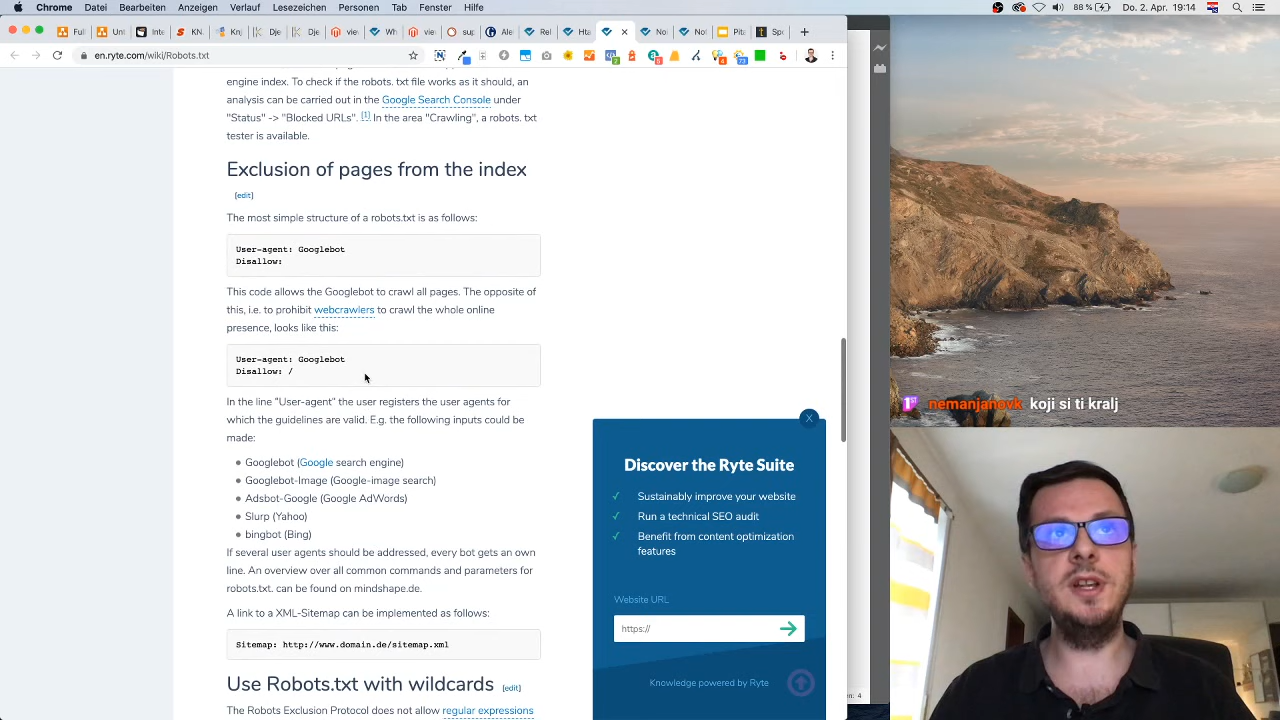 Chrome Datei Bearbeiten Anzeigen Verlauf Lesezeichen Personen Tab Fenster Hilfe
88 % Do 2. Apr. 19:14
en.ryte.com/wiki/Robots.txt
engine index. To check if the robots.txt file works as it should, an
analysis can be carried out in the Google Search Console under
"Status" -> "Blocked URLs". [1] In the area "Crawling", a robots. txt
tester is available.
Exclusion of pages from the index
[edit]
The most simple structure of a robots.txt is as follows:
User-agent: Googlebot
Disallow:
This code allows the Googlebot to crawl all pages. The opposite of
this, i.e. to prohibit webcrawlers to crawl the whole online
presence, looks like this:
User-agent: Googlebot
Disallow: /
In the line "User-agent" the user registers the user agents for
which the instructions are valid. E.g. the following inputs could be
made:
Googlebot (Google search engine)
Googlebot-Image (Google-image search)
Adsbot-Google (Google AdWords)
Slurp (Yahoo)
bingbot (Bing)
If several user agents should be addressed, every bot gets an own
line. An overview over all common commands and parameters for
robots.txt. can be found on mindshape.de.
A link to a XML-Sitemap can be implemented as follows:
Sitemap: http://www.domain.de/sitemap.xml
Use Robots.txt with wildcards [edit]
The Robots Exclusion Protocol does not allow regular expressions
X
Discover the Ryte Suite
Sustainably improve your website
Run a technical SEO audit
Benefit from content optimization
features
Website URL
https://
Knowledge powered by Ryte
1ST nemanjanovk koji si ti kralj